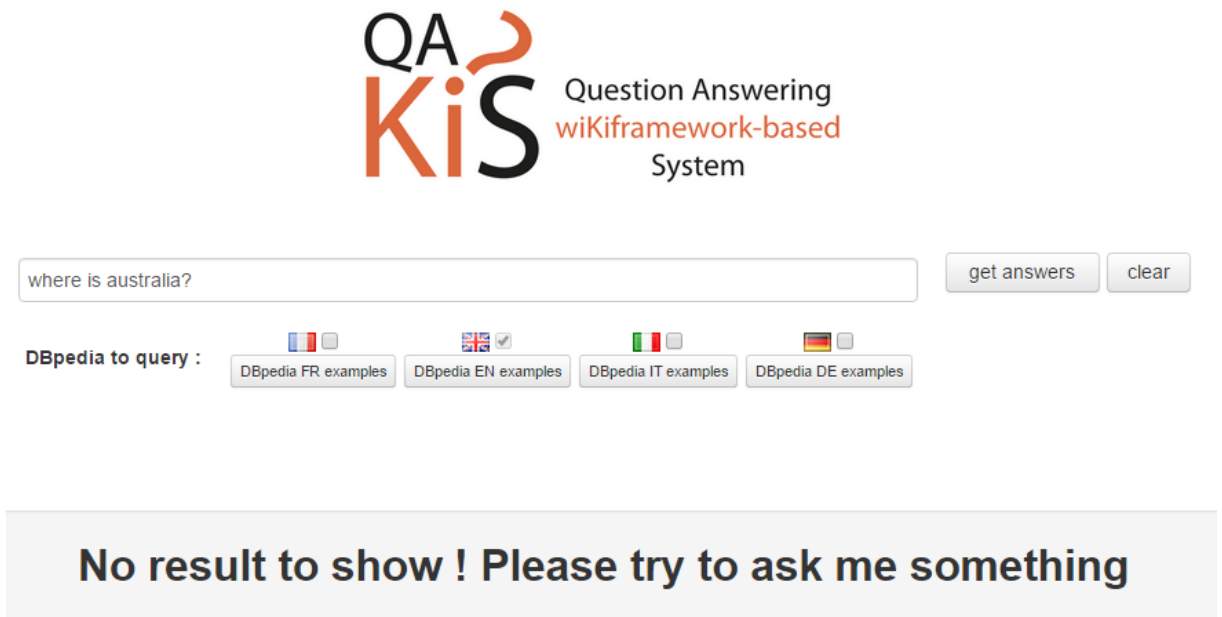 QA
KiS
Question Answering
wiKiframework-based
System
where is australia?
get answers
clear
DBpedia to query :
DBpedia FR examples
DBpedia EN examples
DBpedia IT examples
DBpedia DE examples
No result to show ! Please try to ask me something